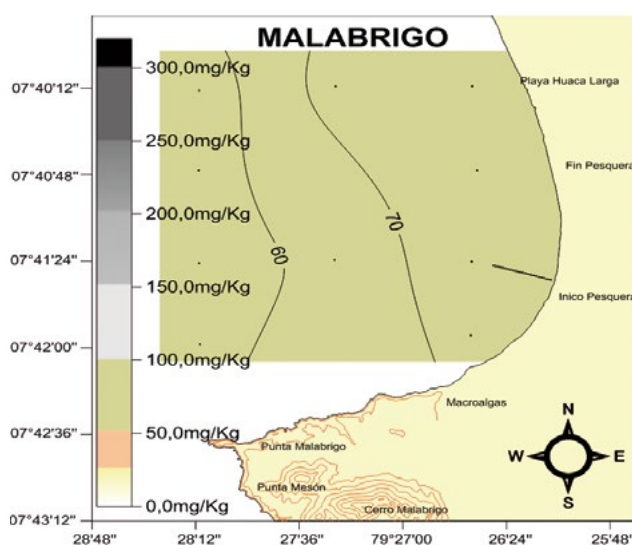 MALABRIGO
300,0mg/Kg
250,0mg/Kg
200,0mg/Kg
150,0mg/Kg
100,0mg/Kg
50,0mg/Kg
0,0mg/Kg
07°40'12"
07°40'48"
07°41'24"
07°42'00"
07°42'36"
07°43'12"
60
70
Playa Huaca Larga
Fin Pesquera
Inico Pesquera
Macroalgas
Punta Malabrigo
Punta Mesón
Cerro Malabrigo
N
W E
S
28'48" 28'12" 27'36" 79°27'00" 26'24" 25'48"